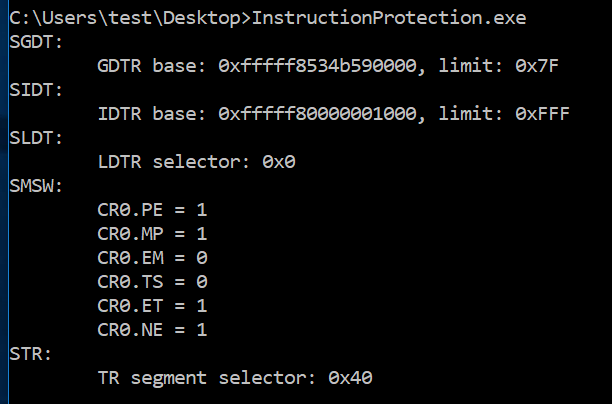 C:\Users\test\Desktop>InstructionProtection.exe
SGDT:
GDTR base: 0xfffff8534b590000, limit: 0x7F
SIDT:
IDTR base: 0xfffff80000001000, limit: 0xFFF
SLDT:
LDTR selector: 0x0
SMSW:
CR0.PE = 1
CR0.MP = 1
CR0.EM = 0
CR0.TS = 0
CR0.ET = 1
CR0.NE = 1
STR:
TR segment selector: 0x40